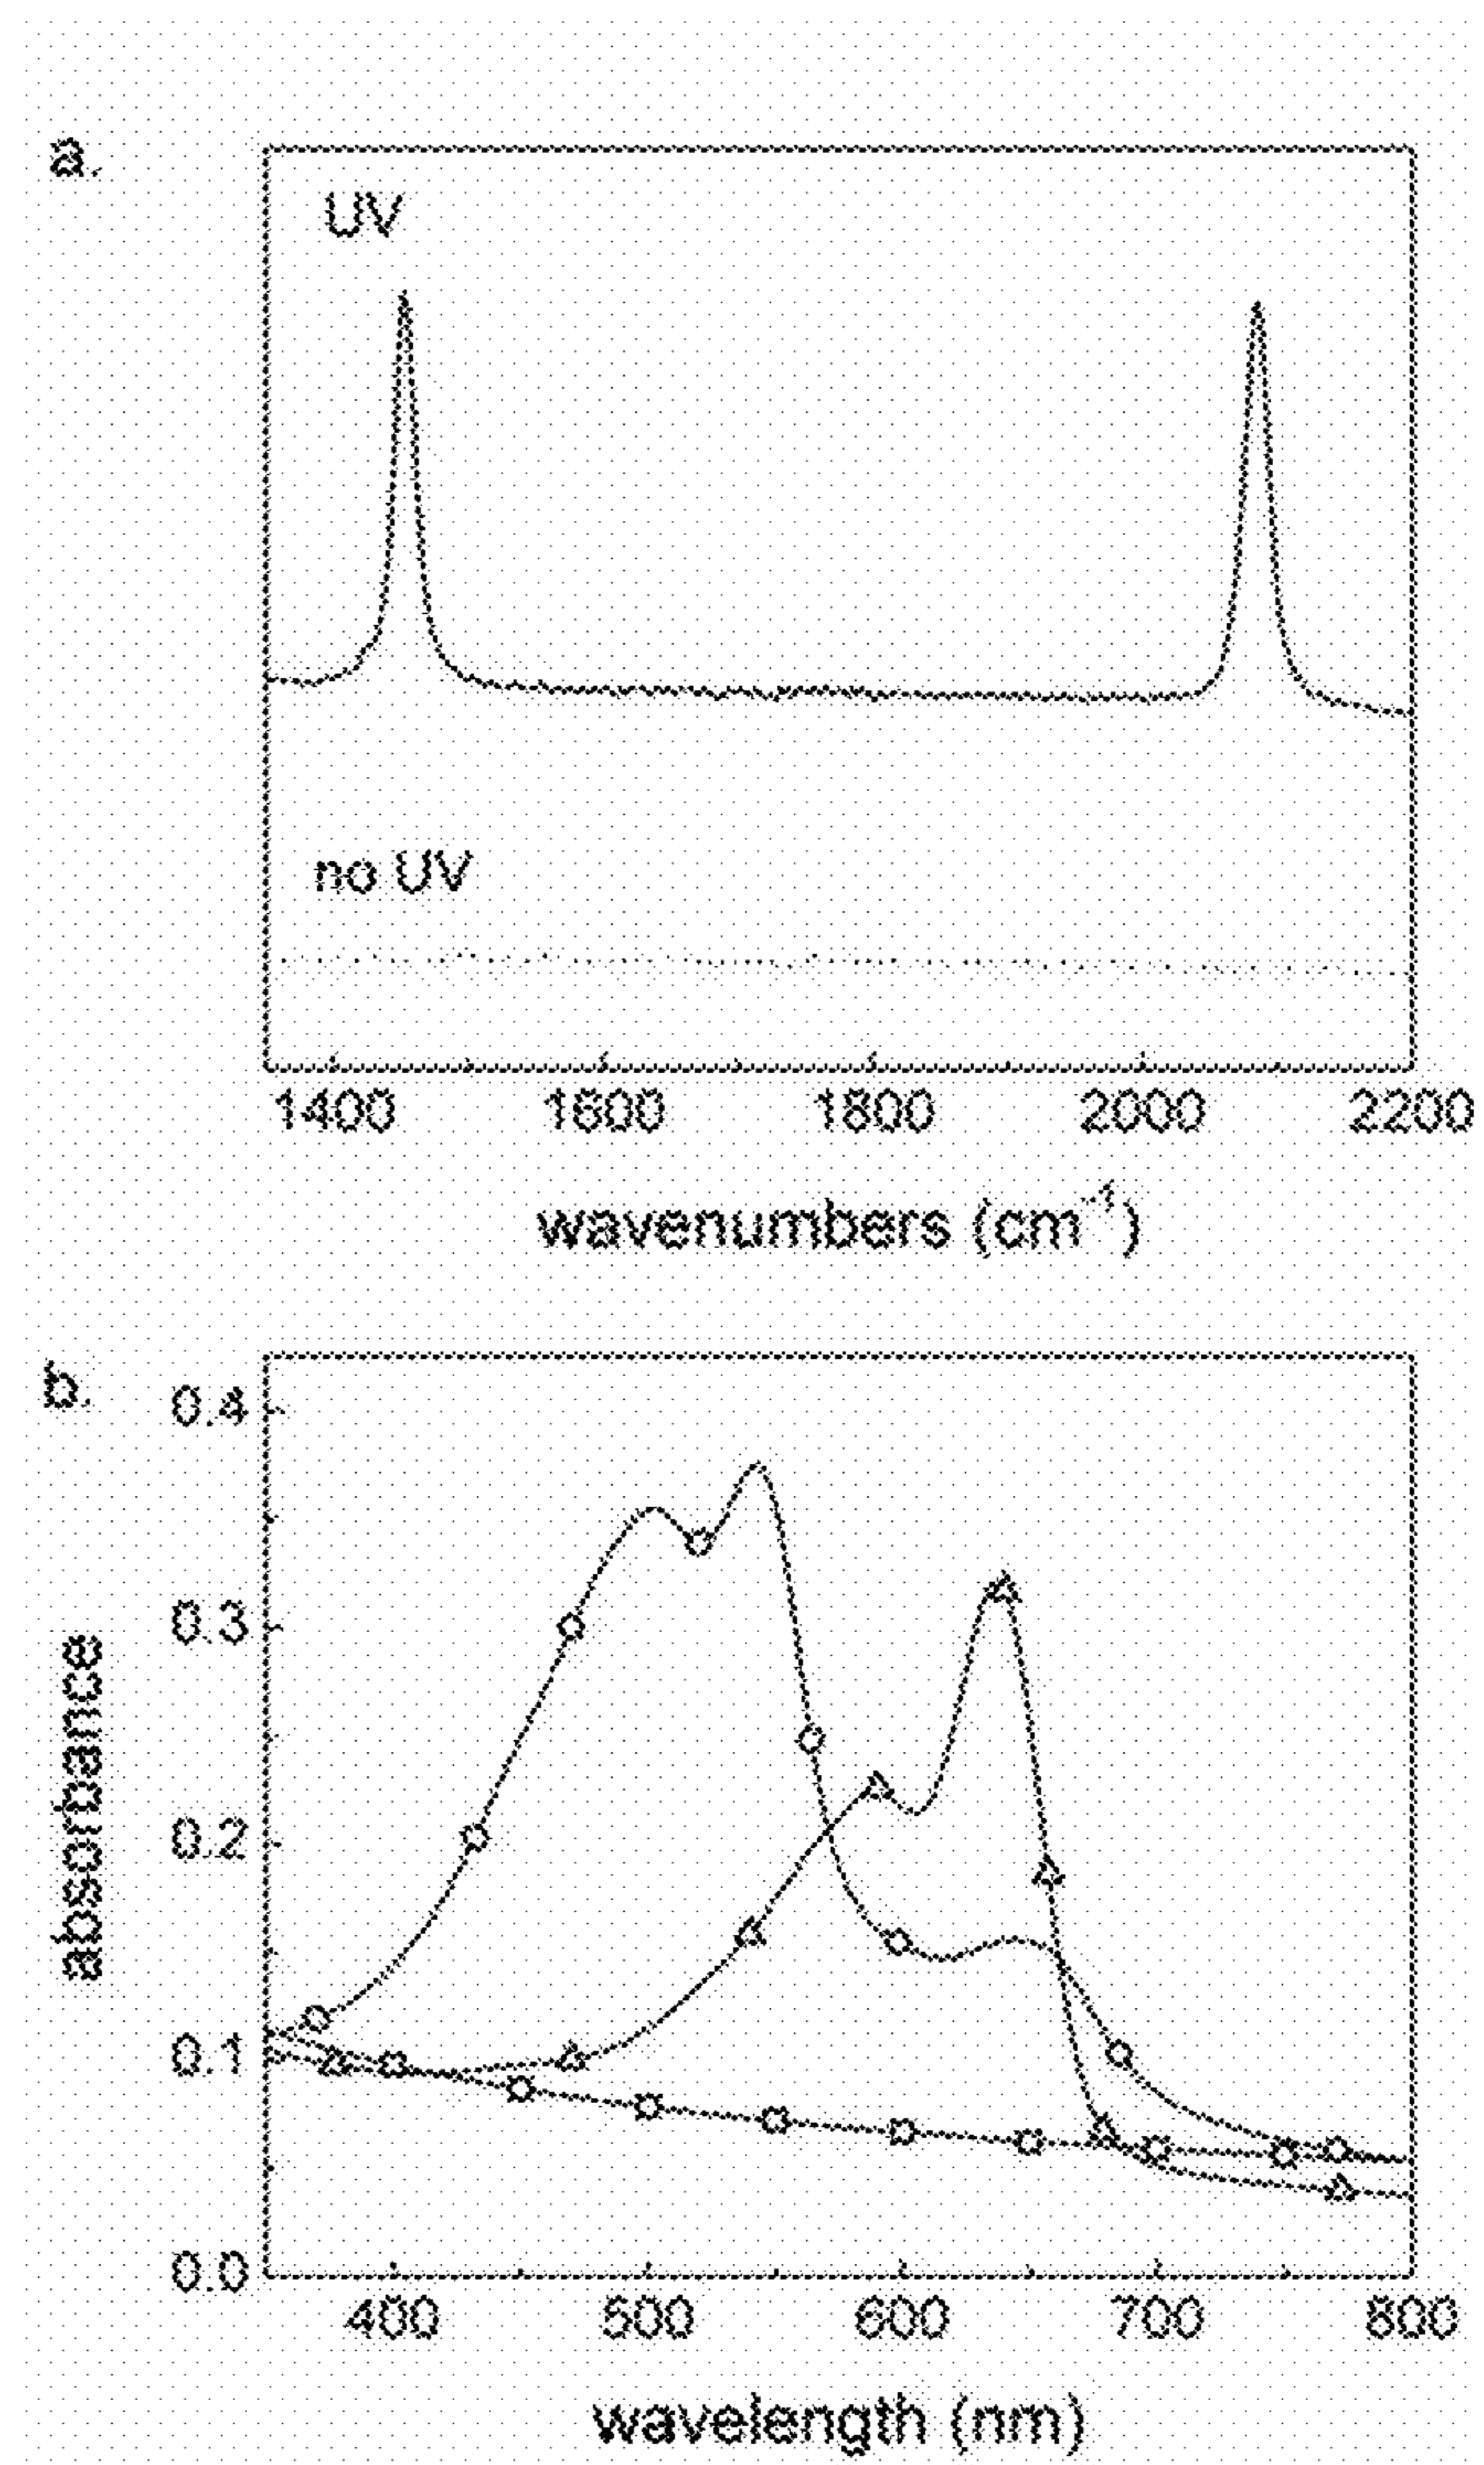 a.
UV
no UV
1400 1600 1800 2000 2200
wavenumbers (cm⁻¹)
b.
0.4
0.3
0.2
0.1
0.0
absorbance
400 500 600 700 800
wavelength (nm)